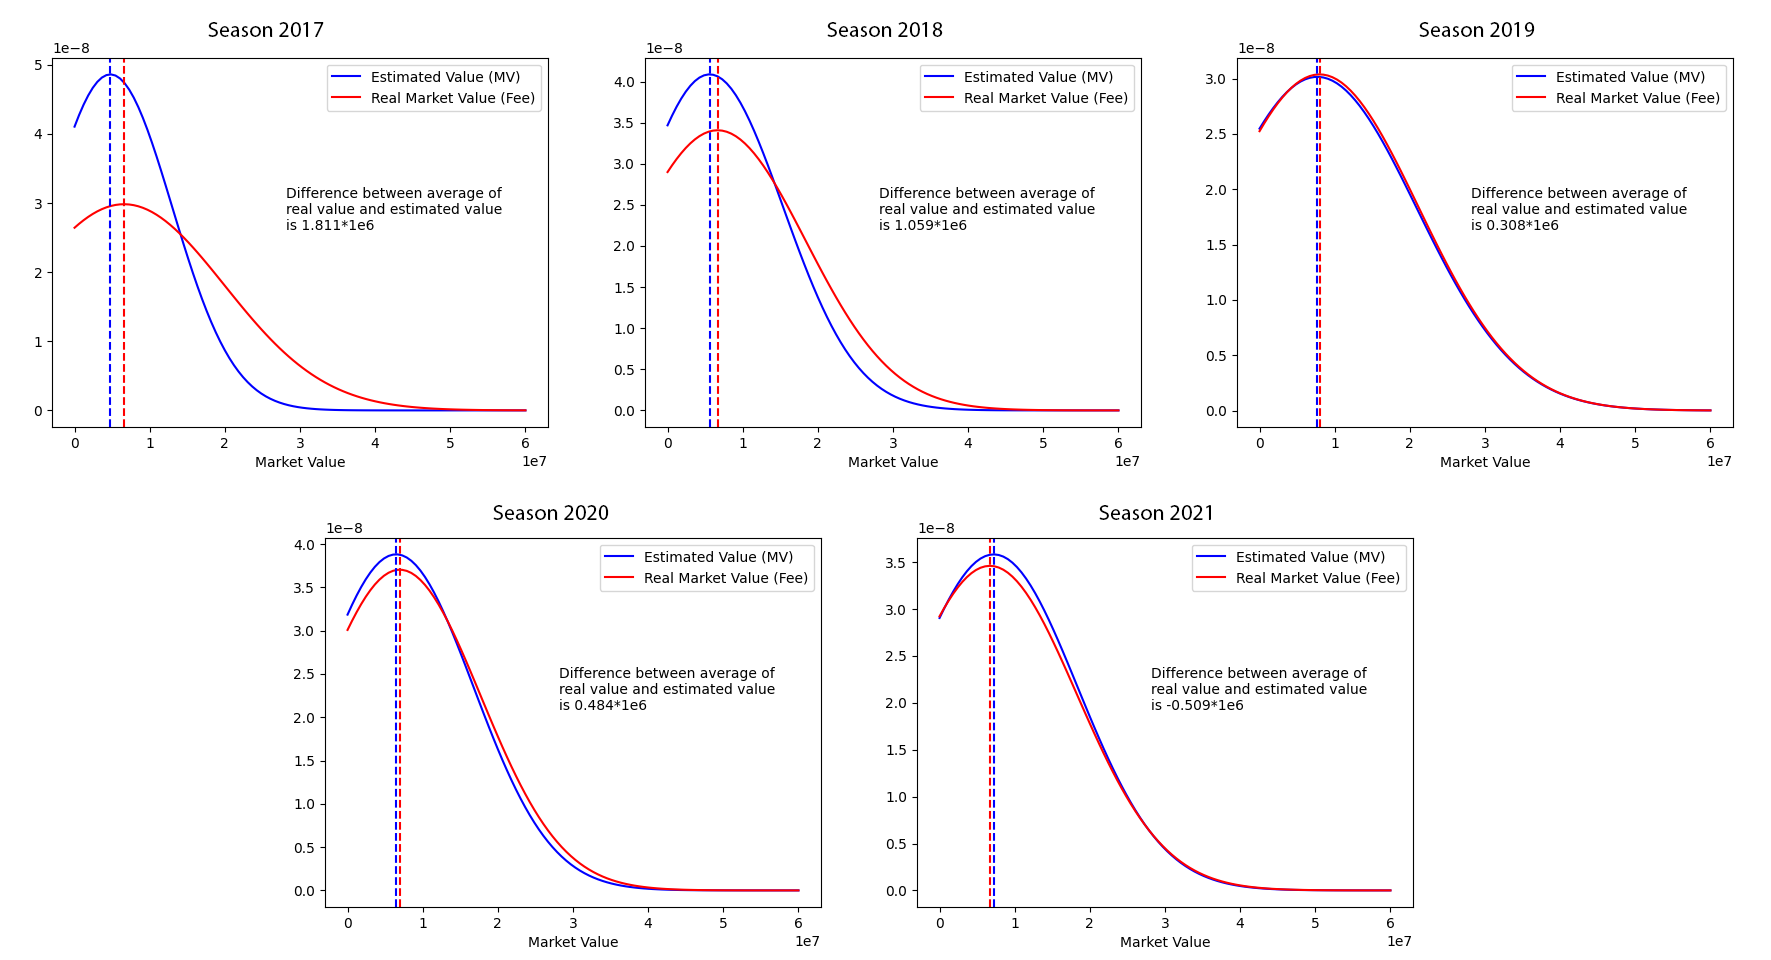 Season 2017
1e−8
Estimated Value (MV)
Real Market Value (Fee)
Difference between average of
real value and estimated value
is 1.811*1e6
5
4
3
2
1
0
0 1 2 3 4 5 6
1e7
Market Value
Season 2018
1e−8
Estimated Value (MV)
Real Market Value (Fee)
Difference between average of
real value and estimated value
is 1.059*1e6
4.0
3.5
3.0
2.5
2.0
1.5
1.0
0.5
0.0
0 1 2 3 4 5 6
1e7
Market Value
Season 2019
1e−8
Estimated Value (MV)
Real Market Value (Fee)
Difference between average of
real value and estimated value
is 0.308*1e6
3.0
2.5
2.0
1.5
1.0
0.5
0.0
0 1 2 3 4 5 6
1e7
Market Value
Season 2020
1e−8
Estimated Value (MV)
Real Market Value (Fee)
Difference between average of
real value and estimated value
is 0.484*1e6
4.0
3.5
3.0
2.5
2.0
1.5
1.0
0.5
0.0
0 1 2 3 4 5 6
1e7
Market Value
Season 2021
1e−8
Estimated Value (MV)
Real Market Value (Fee)
Difference between average of
real value and estimated value
is -0.509*1e6
3.5
3.0
2.5
2.0
1.5
1.0
0.5
0.0
0 1 2 3 4 5 6
1e7
Market Value